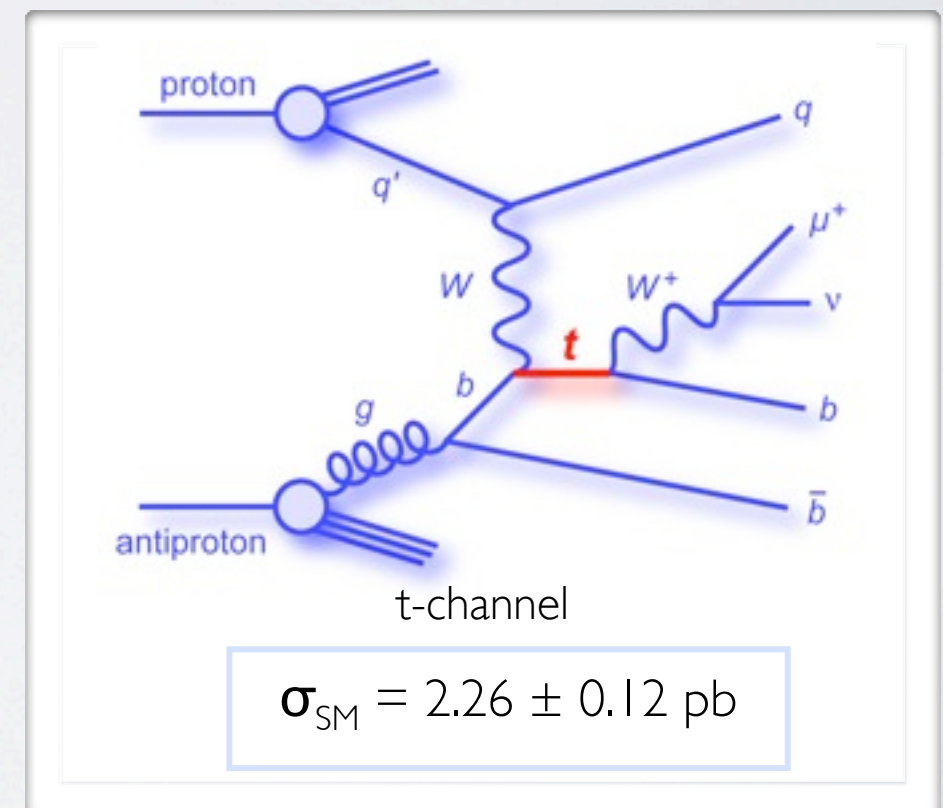 proton
q
q'
μ⁺
W
W⁺
ν
t
b
g
b
b̄
antiproton
t-channel
σSM = 2.26 ± 0.12 pb